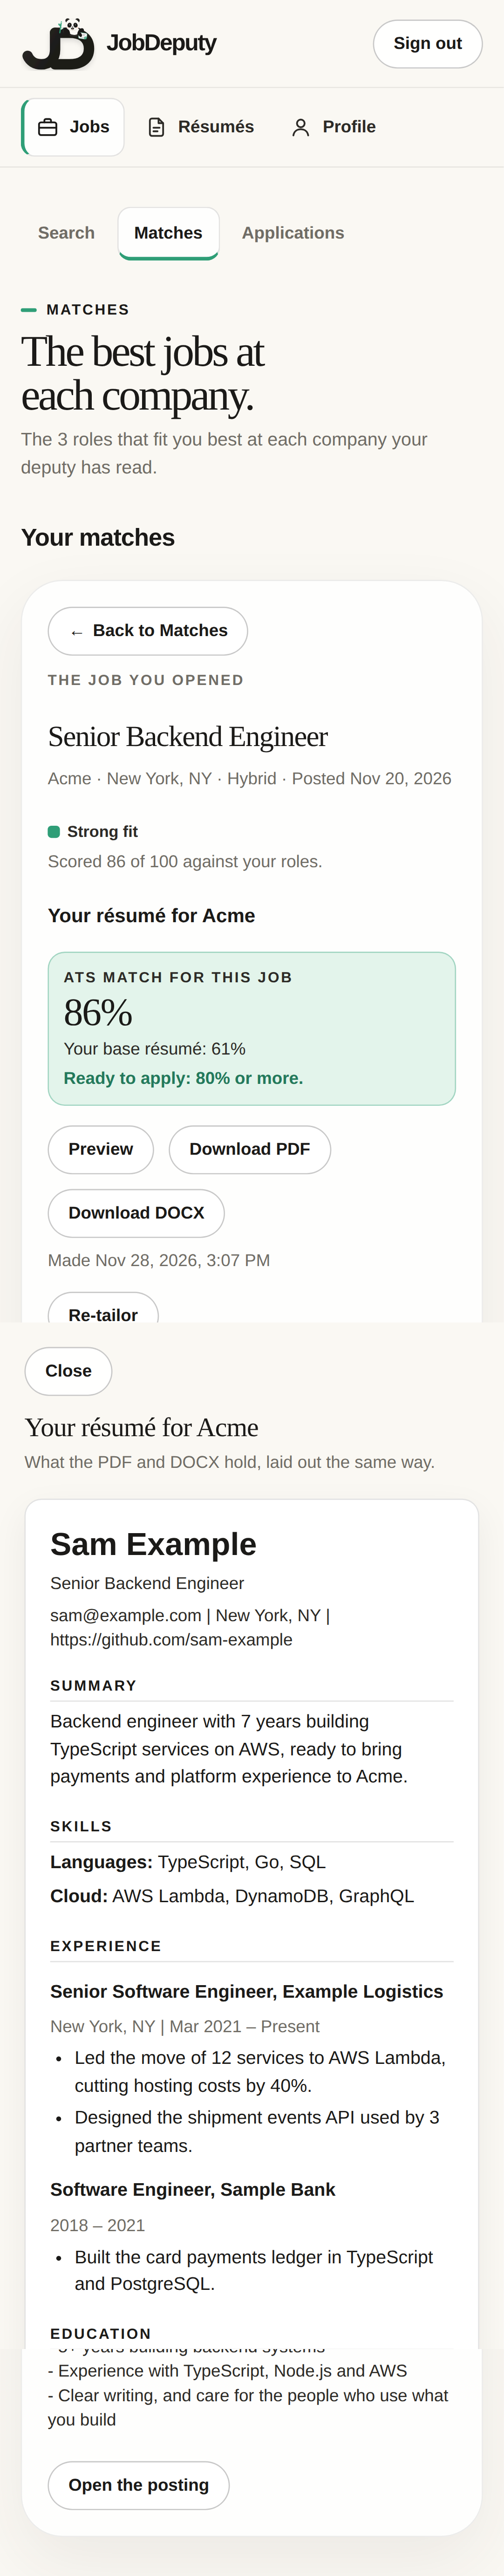 JobDeputy
Sign out
Jobs
Résumés
Profile
Search
Matches
Applications
MATCHES
The best jobs at
each company.
The 3 roles that fit you best at each company your
deputy has read.
Your matches
← Back to Matches
THE JOB YOU OPENED
Senior Backend Engineer
Acme · New York, NY · Hybrid · Posted Nov 20, 2026
Strong fit
Scored 86 of 100 against your roles.
Your résumé for Acme
ATS MATCH FOR THIS JOB
86%
Your base résumé: 61%
Ready to apply: 80% or more.
Preview
Download PDF
Download DOCX
Made Nov 28, 2026, 3:07 PM
Re-tailor
Close
Your résumé for Acme
What the PDF and DOCX hold, laid out the same way.
Sam Example
Senior Backend Engineer
sam@example.com | New York, NY |
https://github.com/sam-example
SUMMARY
Backend engineer with 7 years building
TypeScript services on AWS, ready to bring
payments and platform experience to Acme.
SKILLS
Languages: TypeScript, Go, SQL
Cloud: AWS Lambda, DynamoDB, GraphQL
EXPERIENCE
Senior Software Engineer, Example Logistics
New York, NY | Mar 2021 – Present
• Led the move of 12 services to AWS Lambda,
cutting hosting costs by 40%.
• Designed the shipment events API used by 3
partner teams.
Software Engineer, Sample Bank
2018 – 2021
• Built the card payments ledger in TypeScript
and PostgreSQL.
EDUCATION
years building backend systems
- Experience with TypeScript, Node.js and AWS
- Clear writing, and care for the people who use what
you build
Open the posting